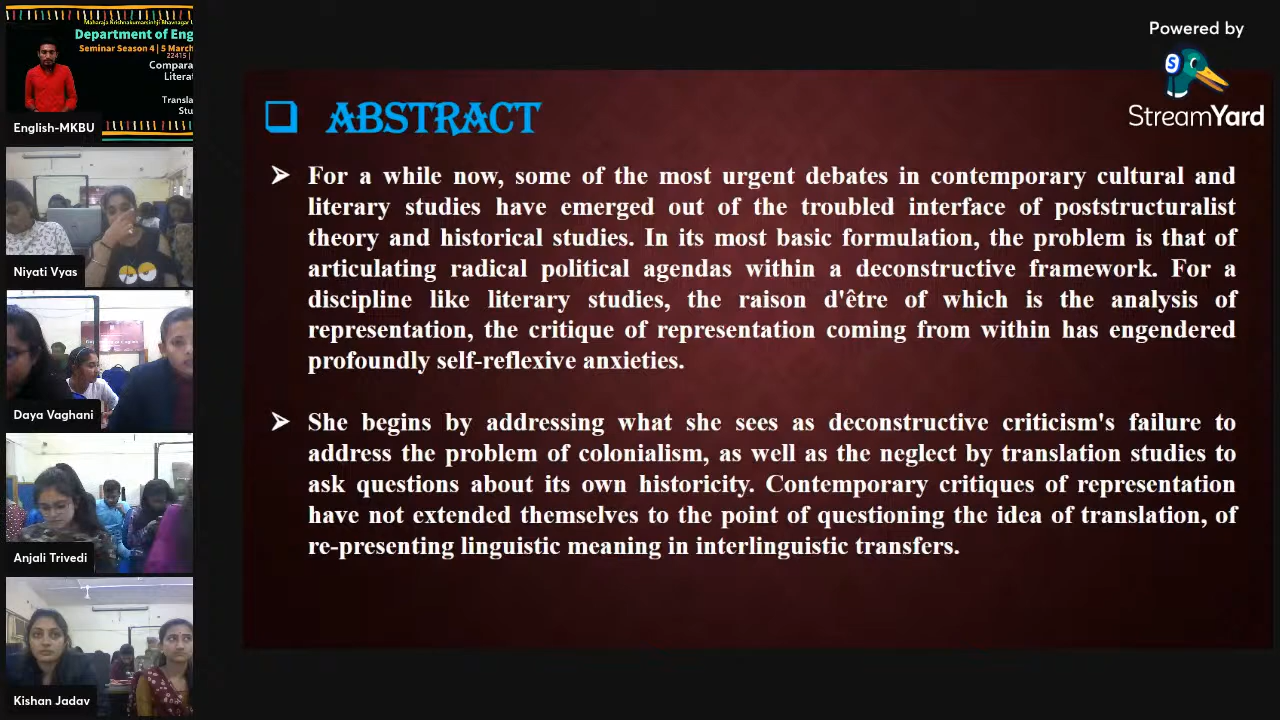 Maharaja Krishnakumarsinhji Bhavnagar U
Department of Eng
Seminar Season 4 | 5 March
22415 |
Compara
Literat
Transla
Stu
English-MKBU
Niyati Vyas
Daya Vaghani
Anjali Trivedi
Kishan Jadav
Powered by
StreamYard
ABSTRACT
For a while now, some of the most urgent debates in contemporary cultural and
literary studies have emerged out of the troubled interface of poststructuralist
theory and historical studies. In its most basic formulation, the problem is that of
articulating radical political agendas within a deconstructive framework. For a
discipline like literary studies, the raison d'être of which is the analysis of
representation, the critique of representation coming from within has engendered
profoundly self-reflexive anxieties.
She begins by addressing what she sees as deconstructive criticism's failure to
address the problem of colonialism, as well as the neglect by translation studies to
ask questions about its own historicity. Contemporary critiques of representation
have not extended themselves to the point of questioning the idea of translation, of
re-presenting linguistic meaning in interlinguistic transfers.